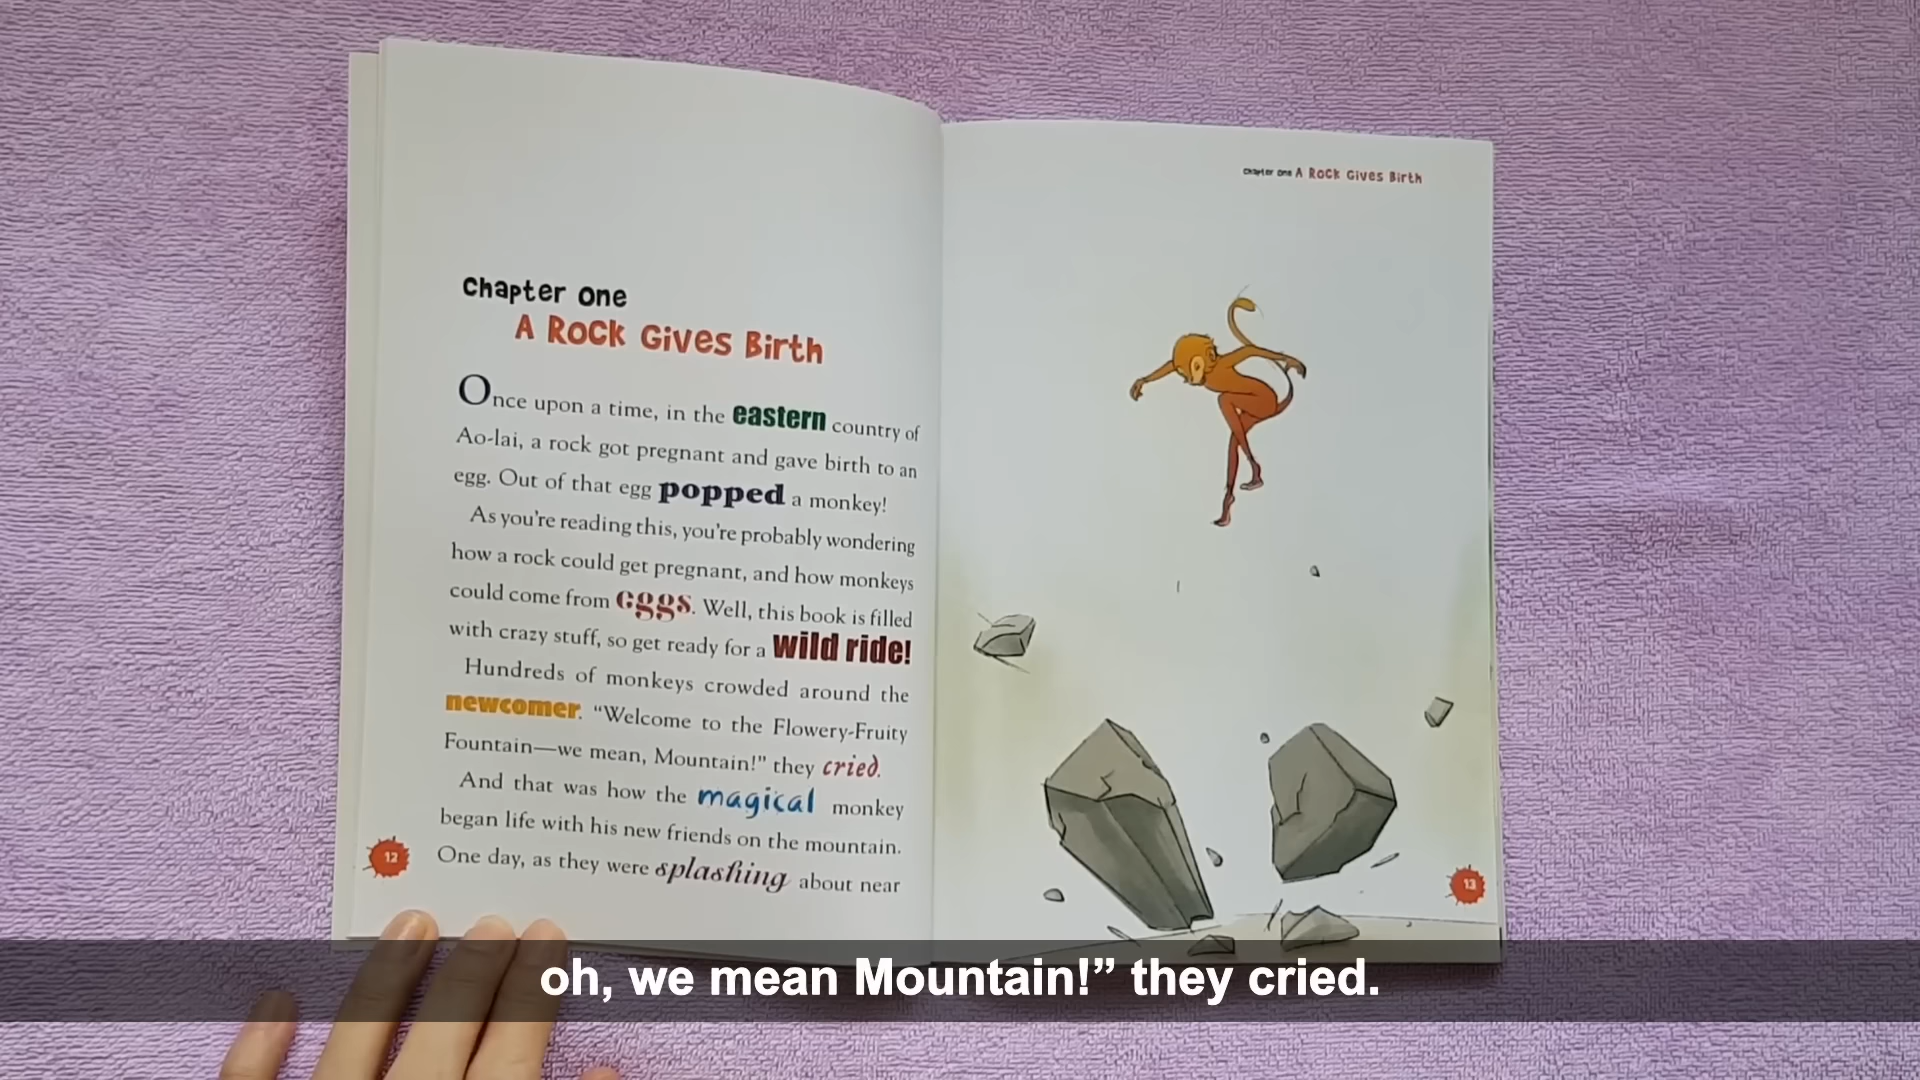 Chapter One
A Rock Gives Birth
Once upon a time, in the eastern country of
Ao-lai, a rock got pregnant and gave birth to an
egg. Out of that egg popped a monkey!
As you're reading this, you're probably wondering
how a rock could get pregnant, and how monkeys
could come from eggs. Well, this book is filled
with crazy stuff, so get ready for a wild ride!
Hundreds of monkeys crowded around the
newcomer. “Welcome to the Flowery-Fruity
Fountain—we mean, Mountain!” they cried.
And that was how the magical monkey
began life with his new friends on the mountain.
One day, as they were splashing about near
12
Chapter One A Rock Gives Birth
13
oh, we mean Mountain!” they cried.